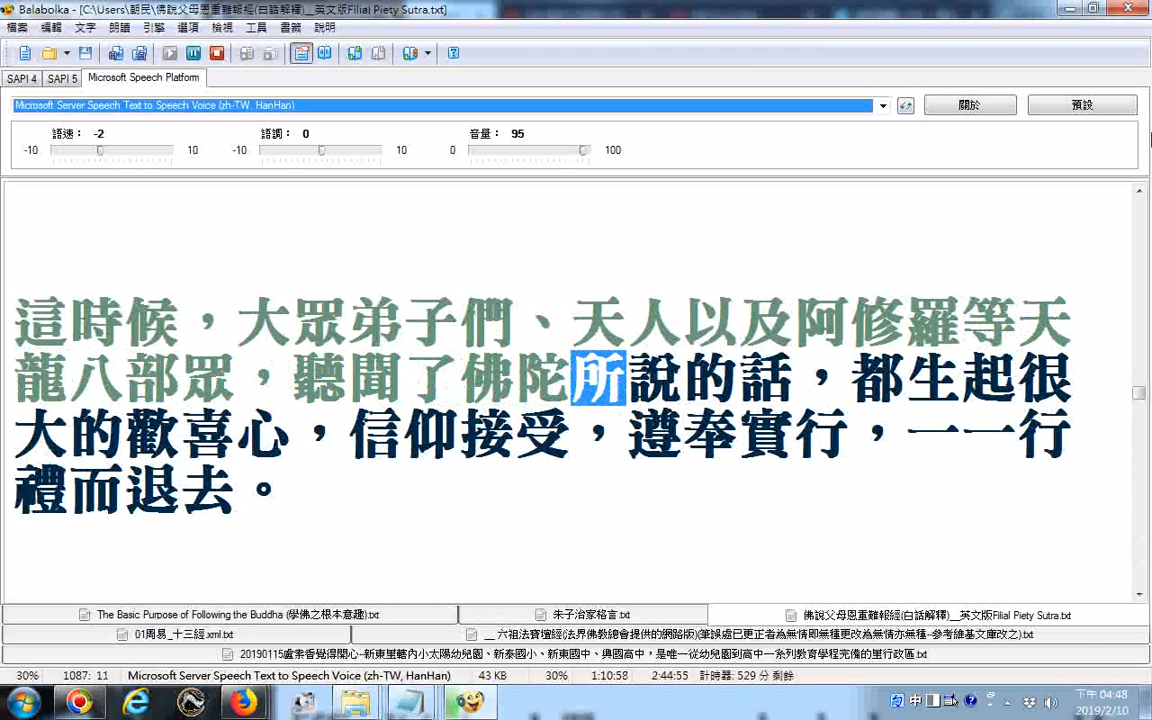 Balabolka - [C:\Users\朝民\佛說父母恩重難報經(白話解釋)__英文版Filial Piety Sutra.txt]
檔案 編輯 文字 朗讀 引擎 選項 檢視 工具 書籤 說明
SAPI 4 SAPI 5 Microsoft Speech Platform
Microsoft Server Speech Text to Speech Voice (zh-TW, HanHan) 關於 預設
語速： -2 語調： 0 音量： 95
-10 10 -10 10 0 100
這時候，大眾弟子們、天人以及阿修羅等天
龍八部眾，聽聞了佛陀所說的話，都生起很
大的歡喜心，信仰接受，遵奉實行，一一行
禮而退去。
The Basic Purpose of Following the Buddha (學佛之根本意趣).txt 朱子治家格言.txt 佛說父母恩重難報經(白話解釋)__英文版Filial Piety Sutra.txt
01周易_十三經.xml.txt __六祖法寶壇經(法界佛教總會提供的網路版)(筆誤處已更正者為無情即無種更改為無情亦無種--參考維基文庫改之).txt
20190115盧素香覺得開心--新東里轄內小太陽幼兒園、新泰國小、新東國中、興國高中，是唯一從幼兒園到高中一系列教育學程完備的里行政區.txt
30% 1087: 11 Microsoft Server Speech Text to Speech Voice (zh-TW, HanHan) 43 KB 30% 1:10:58 2:44:55 計時器: 529 分 剩餘
中 下午 04:48
2019/2/10